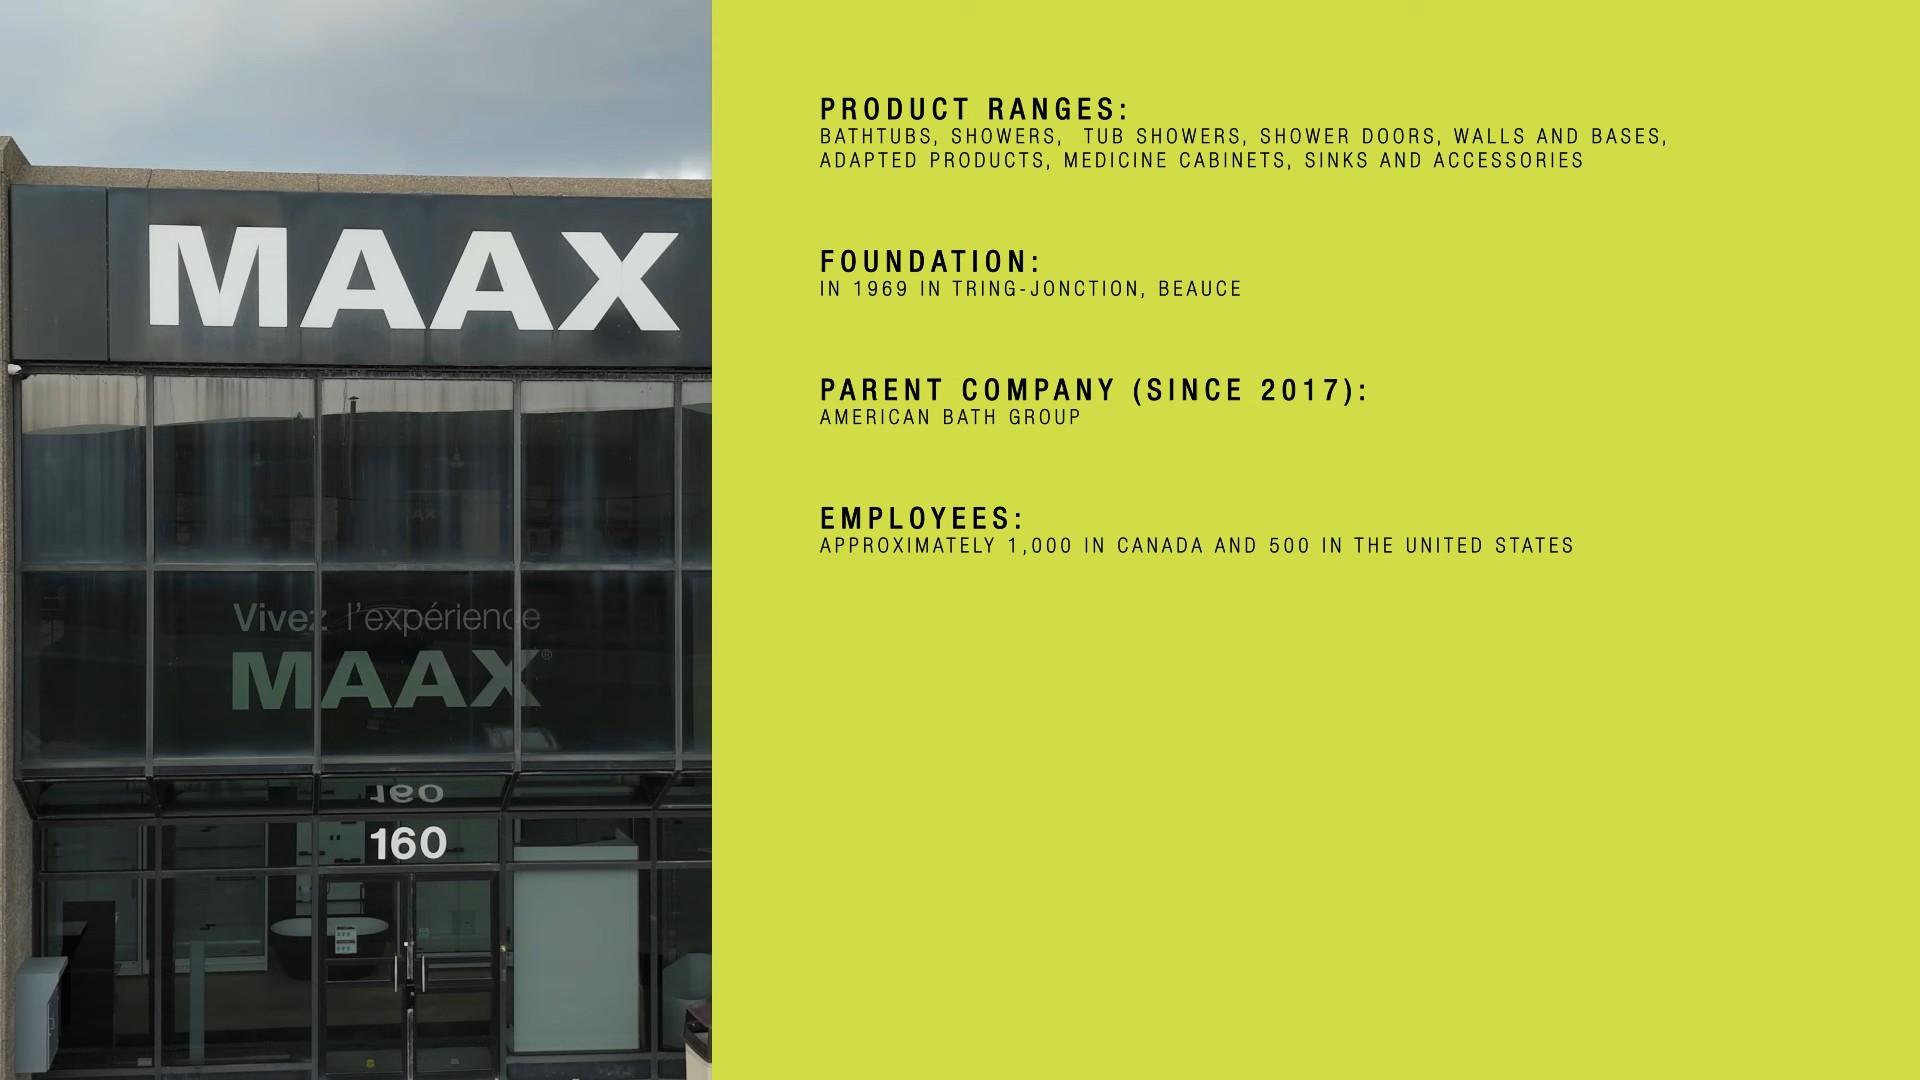 MAAX
Vivez l'expérience
MAAX®
160
160
PRODUCT RANGES:
BATHTUBS, SHOWERS, TUB SHOWERS, SHOWER DOORS, WALLS AND BASES,
ADAPTED PRODUCTS, MEDICINE CABINETS, SINKS AND ACCESSORIES
FOUNDATION:
IN 1969 IN TRING-JONCTION, BEAUCE
PARENT COMPANY (SINCE 2017):
AMERICAN BATH GROUP
EMPLOYEES:
APPROXIMATELY 1,000 IN CANADA AND 500 IN THE UNITED STATES